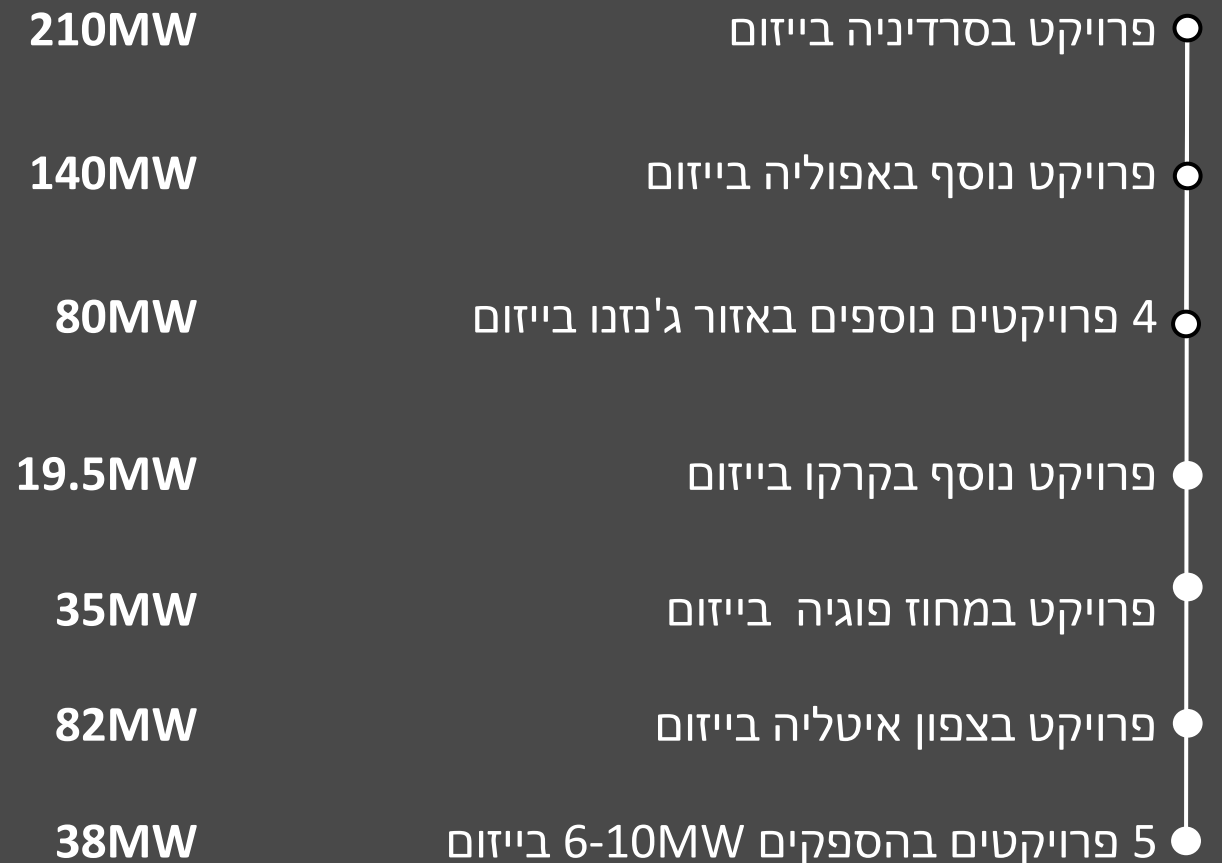 פרויקט בסרדיניה בייזום 210MW
פרויקט נוסף באפוליה בייזום 140MW
4 פרויקטים נוספים באזור ג'נזנו בייזום 80MW
פרויקט נוסף בקרקו בייזום 19.5MW
פרויקט במחוז פוגיה בייזום 35MW
פרויקט בצפון איטליה בייזום 82MW
5 פרויקטים בהספקים 6-10MW בייזום 38MW